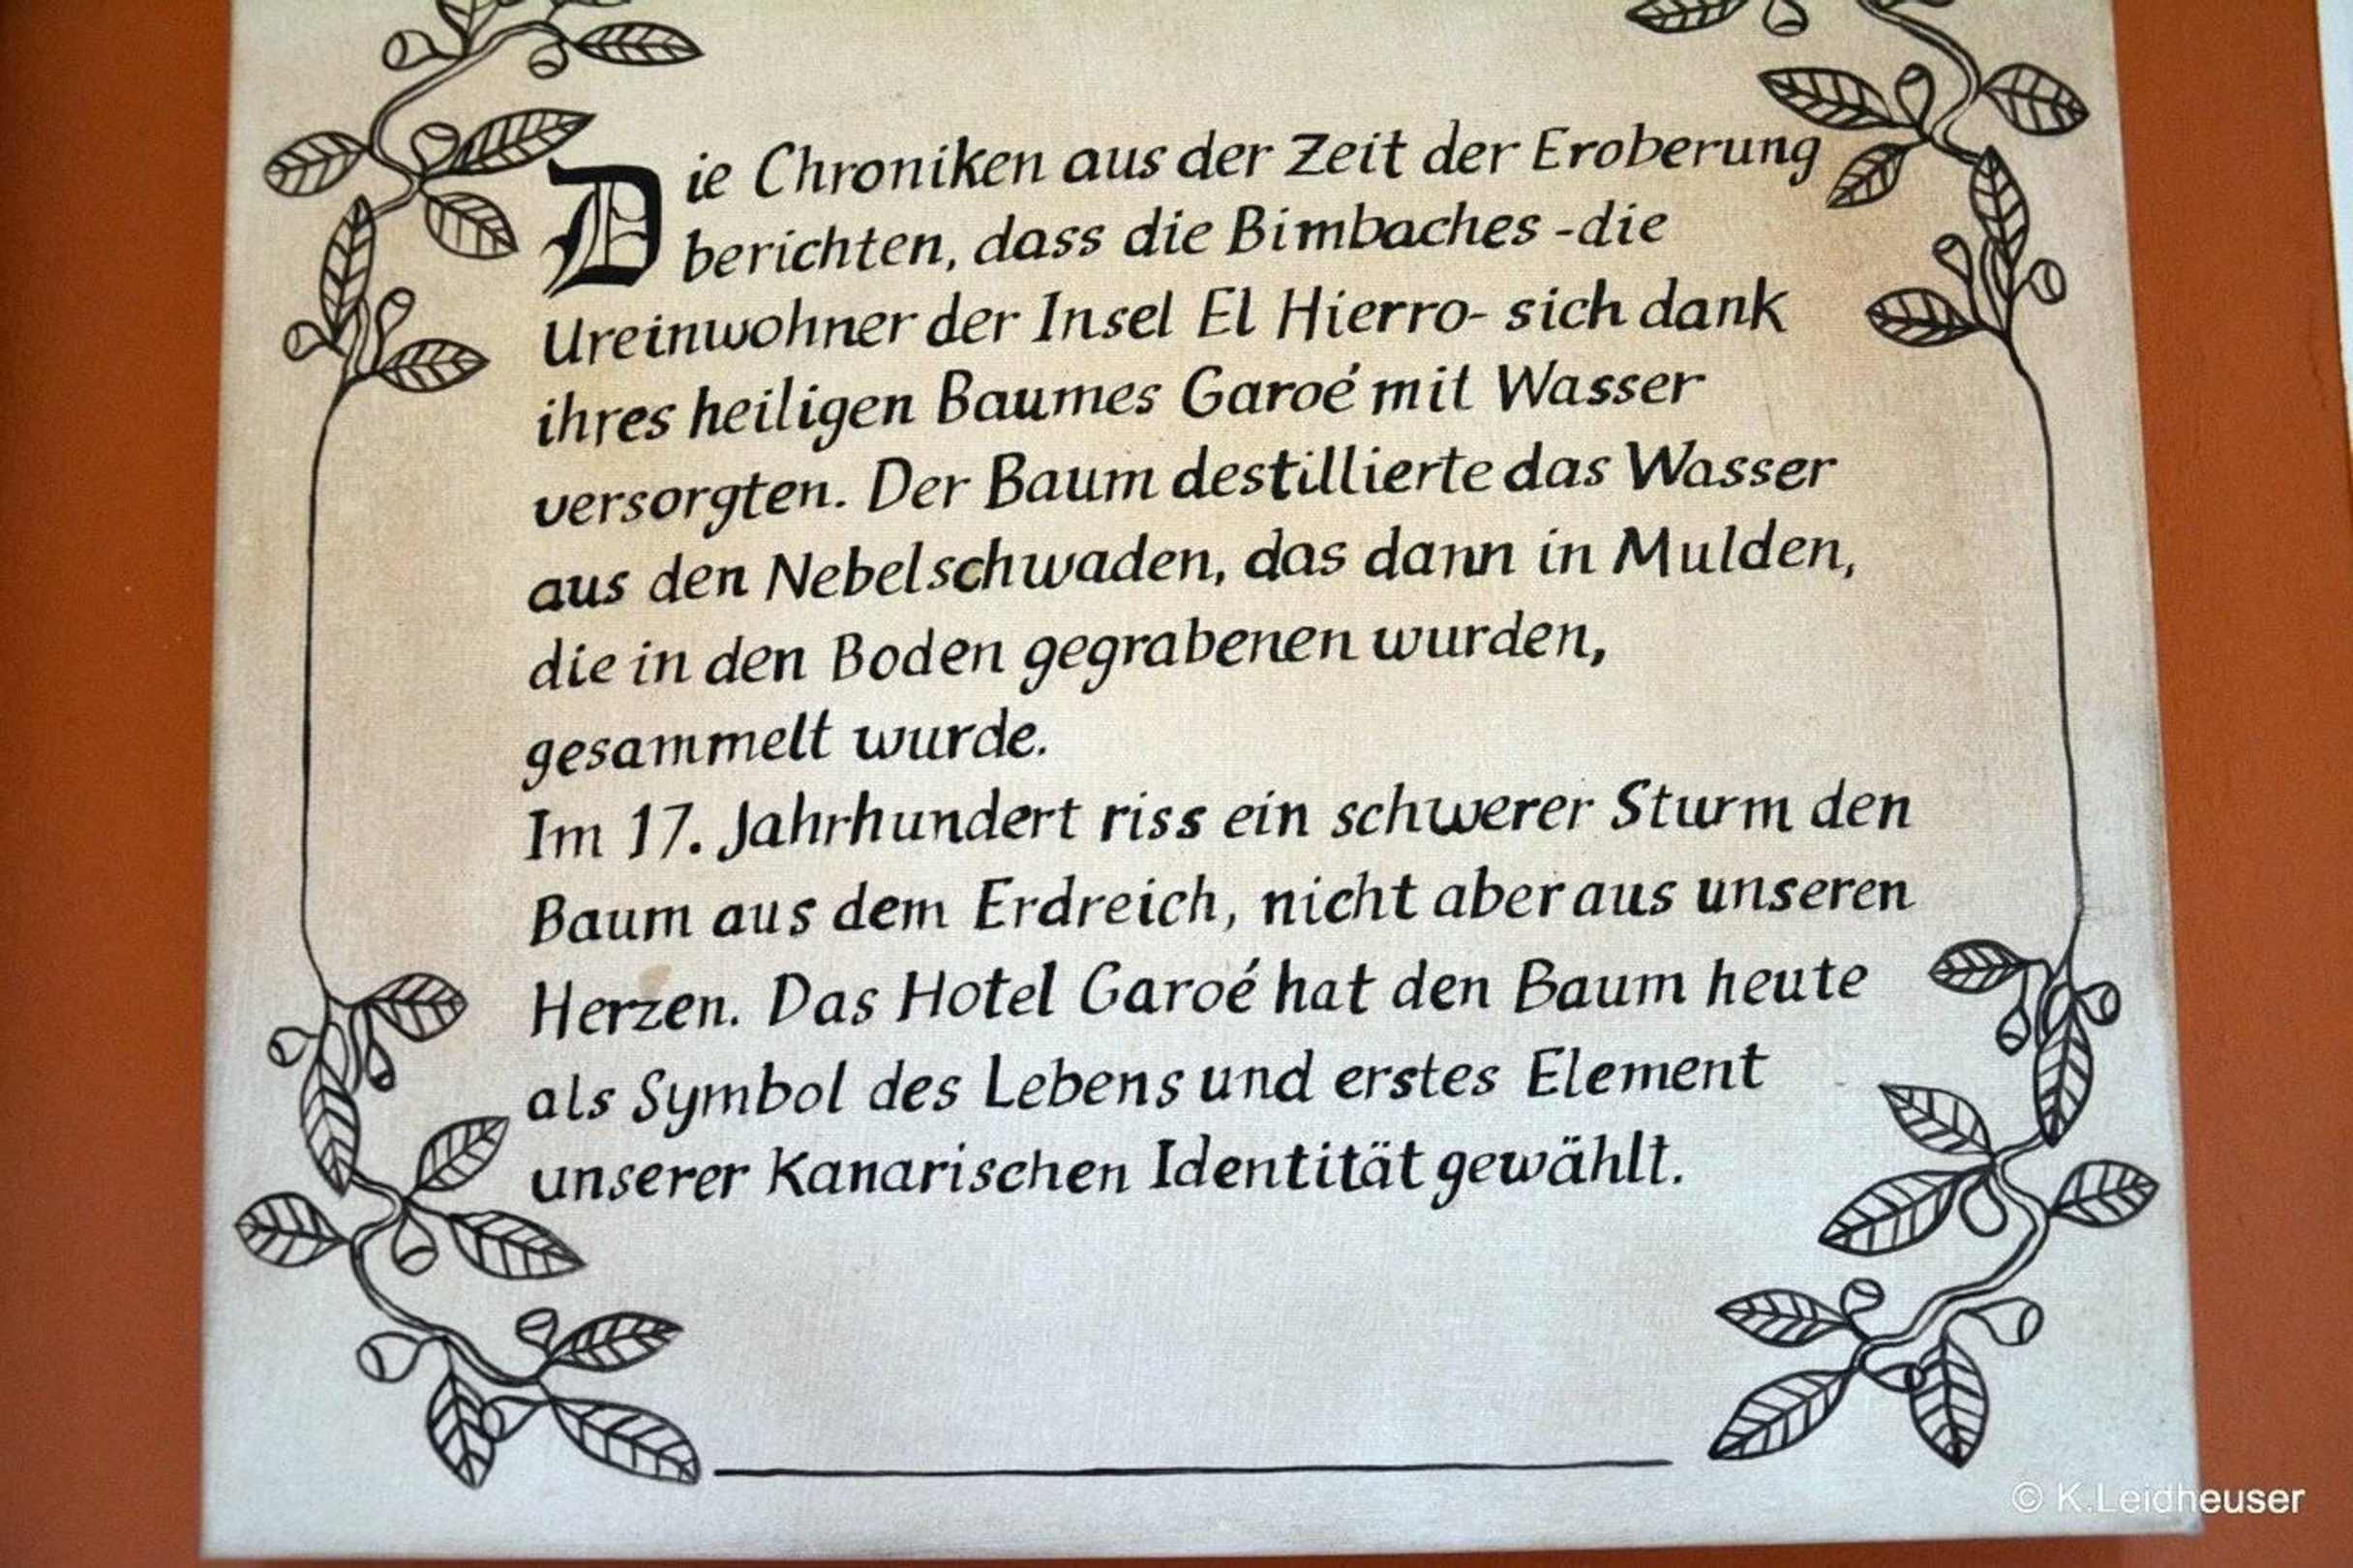 Die Chroniken aus der Zeit der Eroberung
berichten, dass die Bimbaches -die
Ureinwohner der Insel El Hierro- sich dank
ihres heiligen Baumes Garoé mit Wasser
versorgten. Der Baum destillierte das Wasser
aus den Nebelschwaden, das dann in Mulden,
die in den Boden gegrabenen wurden,
gesammelt wurde.
Im 17. Jahrhundert riss ein schwerer Sturm den
Baum aus dem Erdreich, nicht aber aus unseren
Herzen. Das Hotel Garoé hat den Baum heute
als Symbol des Lebens und erstes Element
unserer Kanarischen Identität gewählt.
© K.Leidheuser